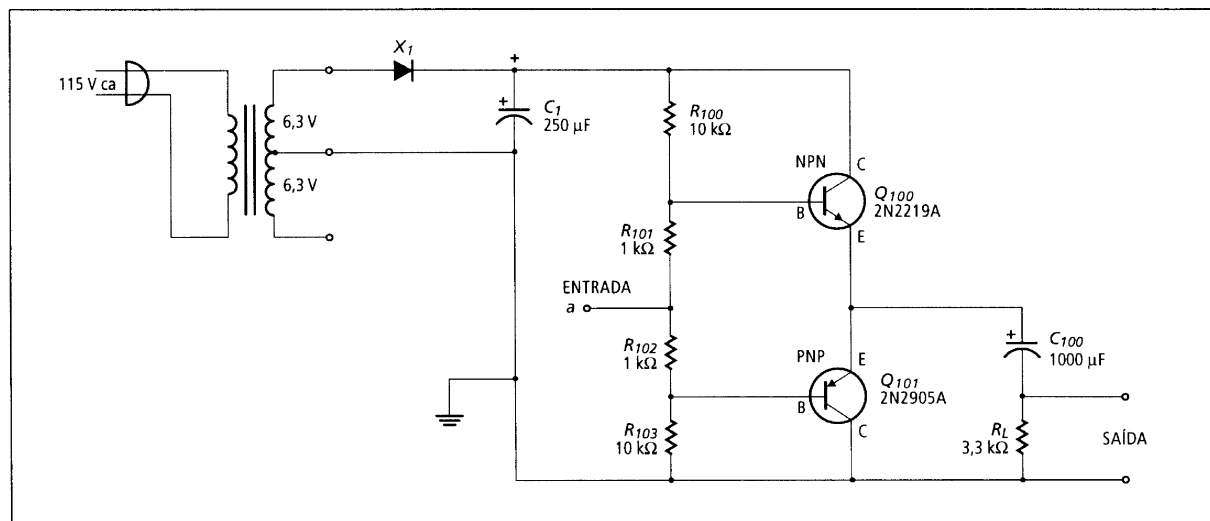 115 V ca
6,3 V
6,3 V
X1
+
+
C1
250 µF
R100
10 kΩ
NPN
C
B
E
Q100
2N2219A
R101
1 kΩ
ENTRADA
a
R102
1 kΩ
PNP
E
B
C
Q101
2N2905A
R103
10 kΩ
+
C100
1000 µF
RL
3,3 kΩ
SAÍDA